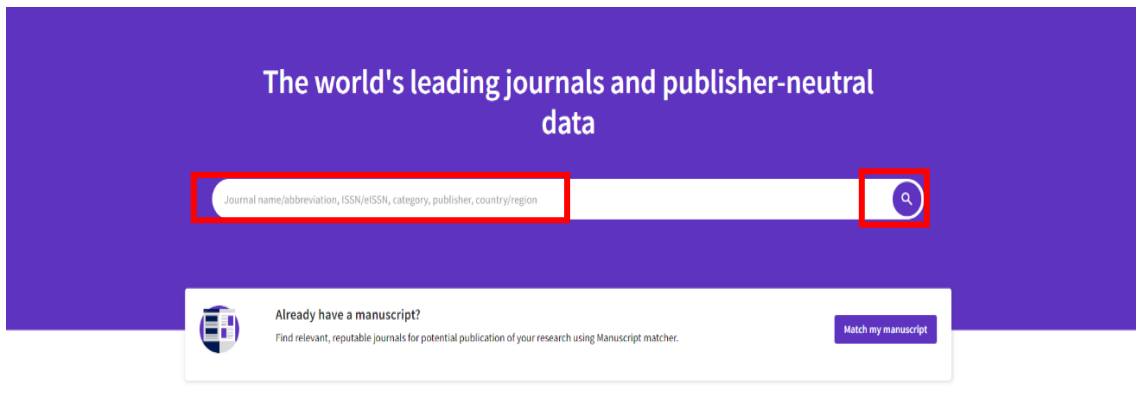 The world's leading journals and publisher-neutral
data
Journal name/abbreviation, ISSN/eISSN, category, publisher, country/region
Already have a manuscript?
Find relevant, reputable journals for potential publication of your research using Manuscript matcher.
Match my manuscript